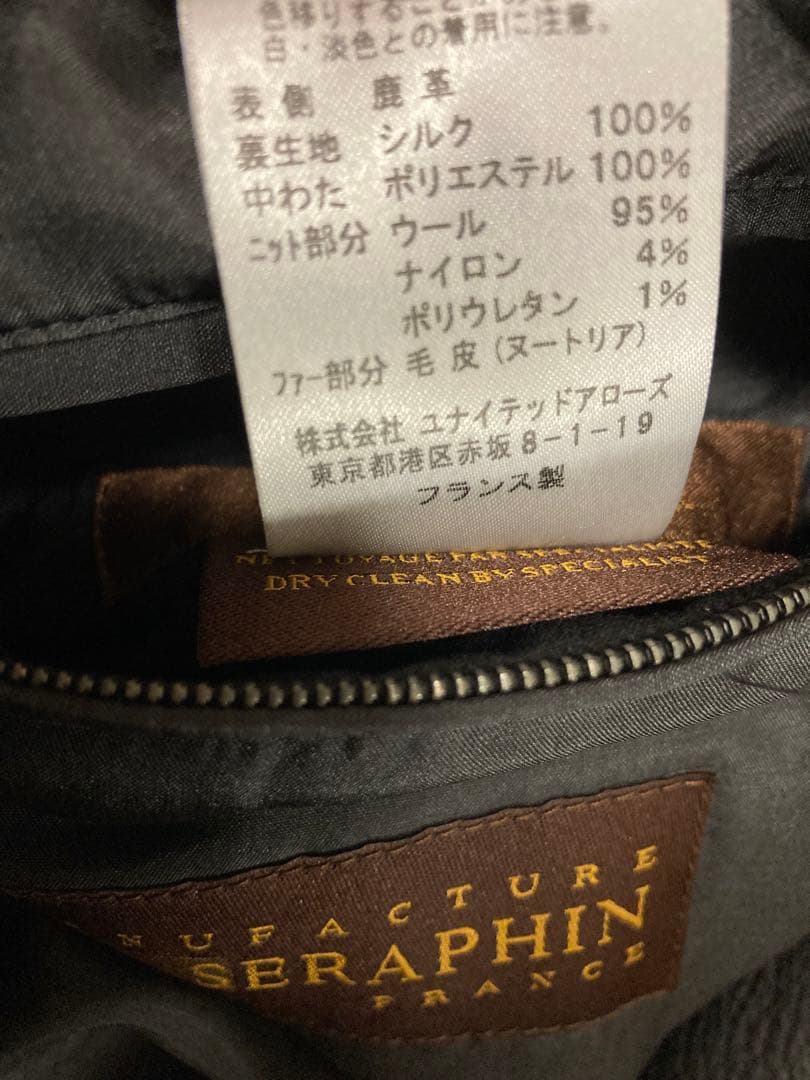 白・淡色との着用に注意。
表側 鹿革
裏生地 シルク 100%
中わた ポリエステル 100%
ニット部分 ウール 95%
ナイロン 4%
ポリウレタン 1%
ファー部分 毛皮(ヌートリア)
株式会社 ユナイテッドアローズ
東京都港区赤坂8-1-19
フランス製
DRY CLEAN BY SPECIALIST
NUFACTURE
SERAPHIN
FRANCE